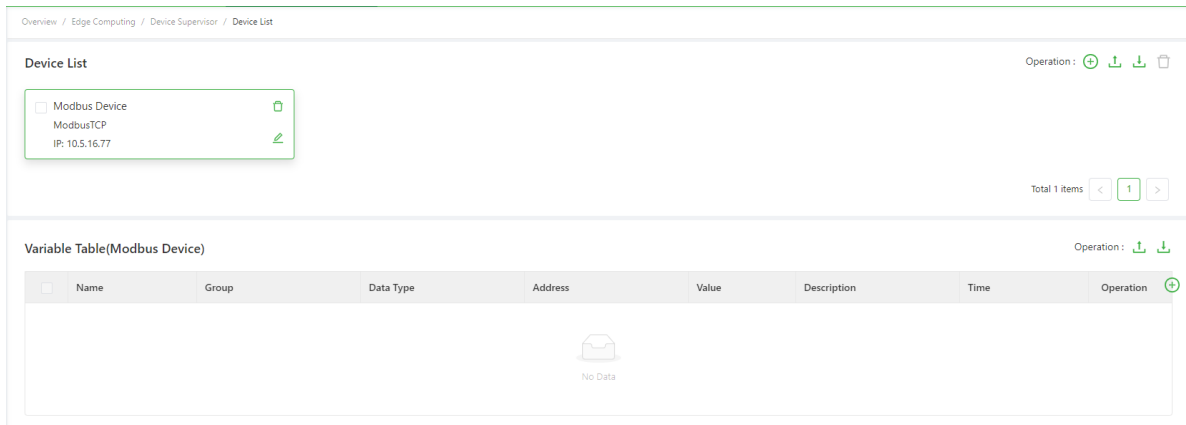 Overview / Edge Computing / Device Supervisor / Device List
Device List
Operation :
Modbus Device
ModbusTCP
IP: 10.5.16.77
Total 1 items < 1 >
Variable Table(Modbus Device)
Operation :
Name Group Data Type Address Value Description Time Operation
No Data